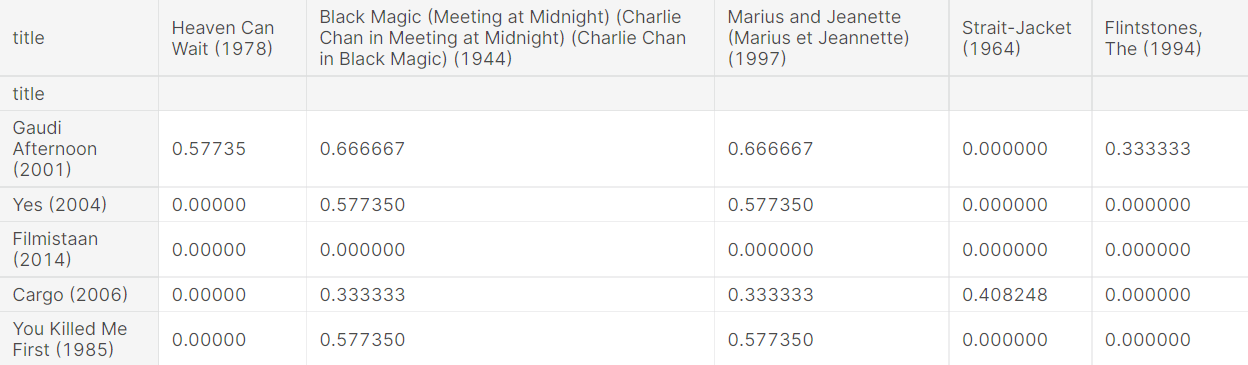 title
Heaven Can
Wait (1978)
Black Magic (Meeting at Midnight) (Charlie
Chan in Meeting at Midnight) (Charlie Chan
in Black Magic) (1944)
Marius and Jeanette
(Marius et Jeannette)
(1997)
Strait-Jacket
(1964)
Flintstones,
The (1994)
title
Gaudi
Afternoon
(2001)
0.57735
0.666667
0.666667
0.000000
0.333333
Yes (2004)
0.00000
0.577350
0.577350
0.000000
0.000000
Filmistaan
(2014)
0.00000
0.000000
0.000000
0.000000
0.000000
Cargo (2006)
0.00000
0.333333
0.333333
0.408248
0.000000
You Killed Me
First (1985)
0.00000
0.577350
0.577350
0.000000
0.000000